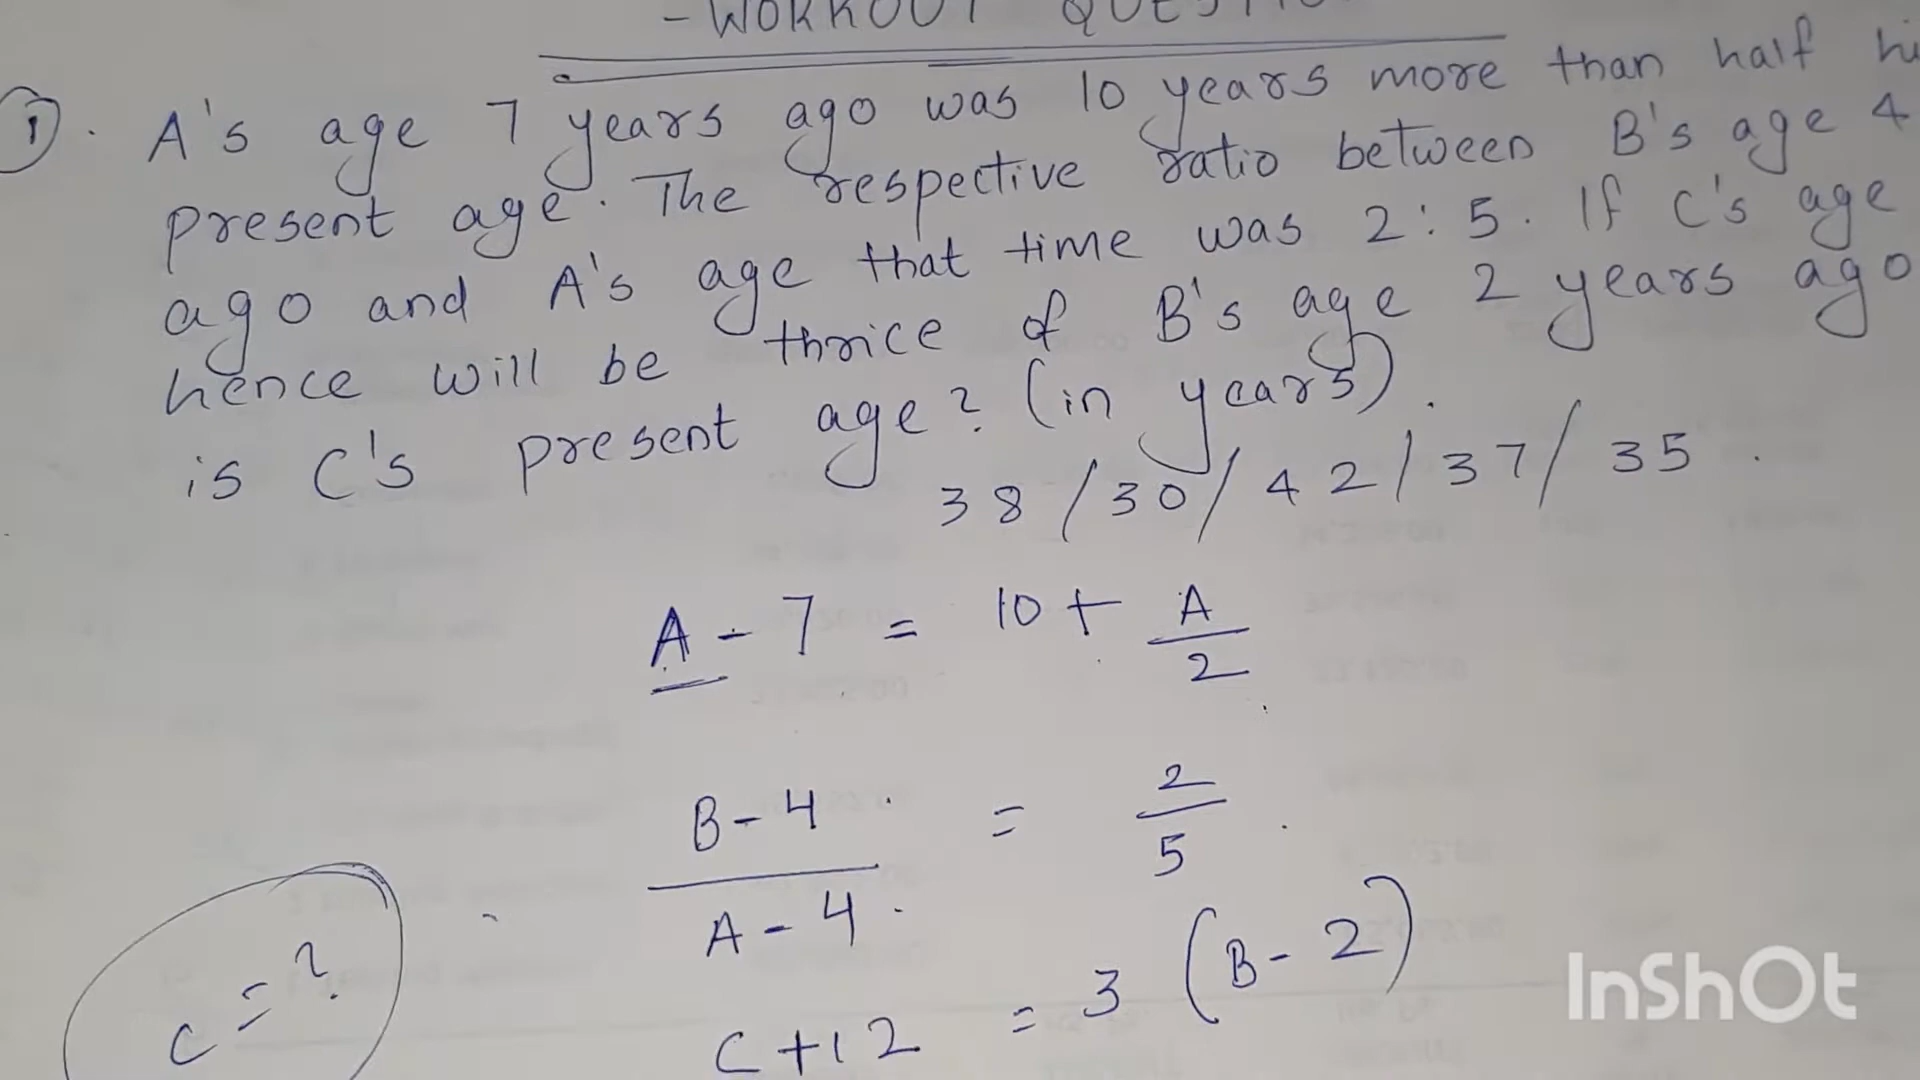 - WORKOUT QUESTIO
1. A's age 7 years ago was 10 years more than half hi
present age. The respective ratio between B's age 4
ago and A's age that time was 2:5. If C's age
hence will be thrice of B's age 2 years ago
is C's present age? (in years).
38/30/42/37/35.
A - 7 = 10 + A/2
B-4 / A-4 = 2/5
C+12 = 3(B-2)
C = ?
InShOt